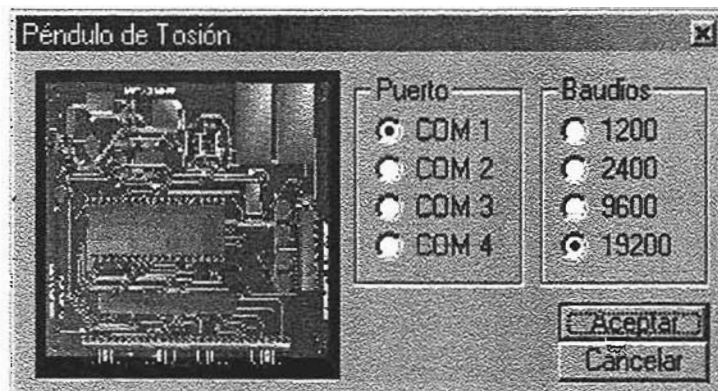 Péndulo de Tosión
Puerto
COM 1
COM 2
COM 3
COM 4
Baudios
1200
2400
9600
19200
Aceptar
Cancelar